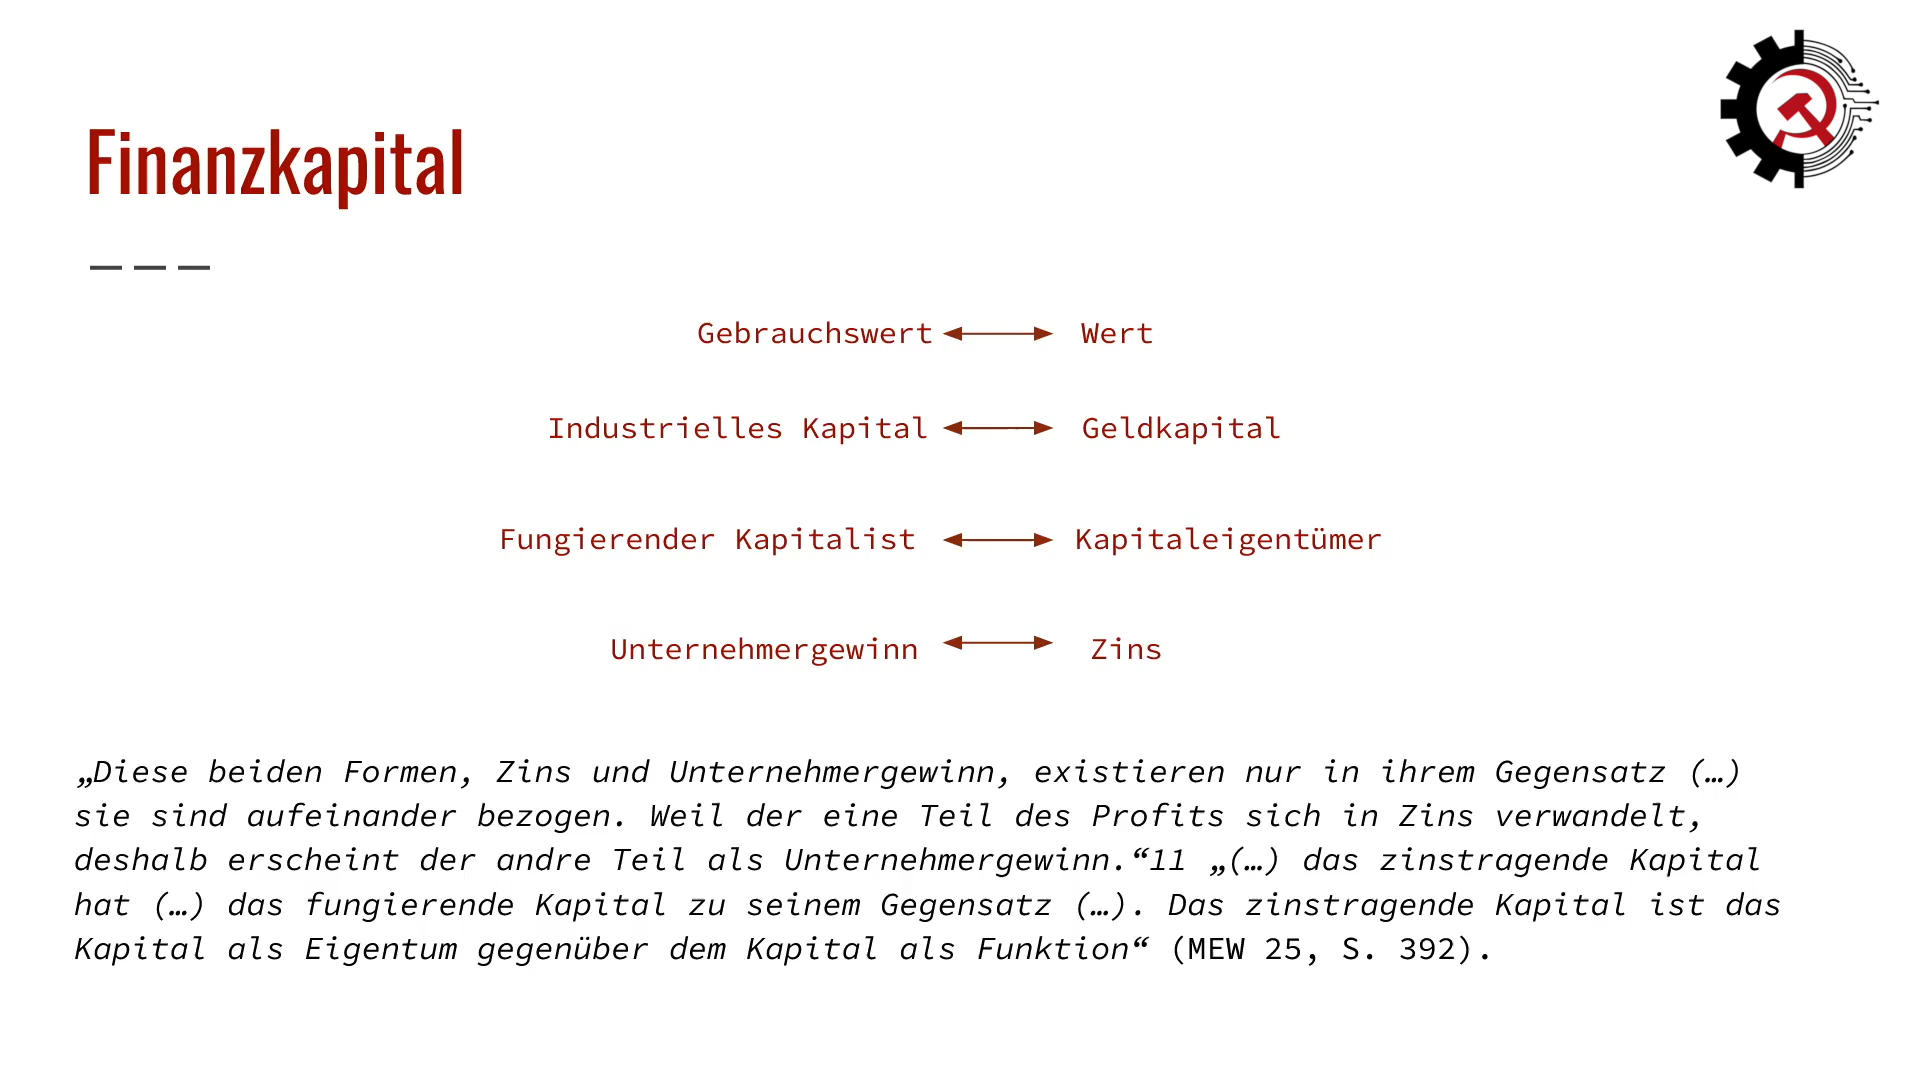 Finanzkapital
Gebrauchswert Wert
Industrielles Kapital Geldkapital
Fungierender Kapitalist Kapitaleigentümer
Unternehmergewinn Zins
„Diese beiden Formen, Zins und Unternehmergewinn, existieren nur in ihrem Gegensatz (…)
sie sind aufeinander bezogen. Weil der eine Teil des Profits sich in Zins verwandelt,
deshalb erscheint der andre Teil als Unternehmergewinn.“11 „(…) das zinstragende Kapital
hat (…) das fungierende Kapital zu seinem Gegensatz (…). Das zinstragende Kapital ist das
Kapital als Eigentum gegenüber dem Kapital als Funktion“ (MEW 25, S. 392).